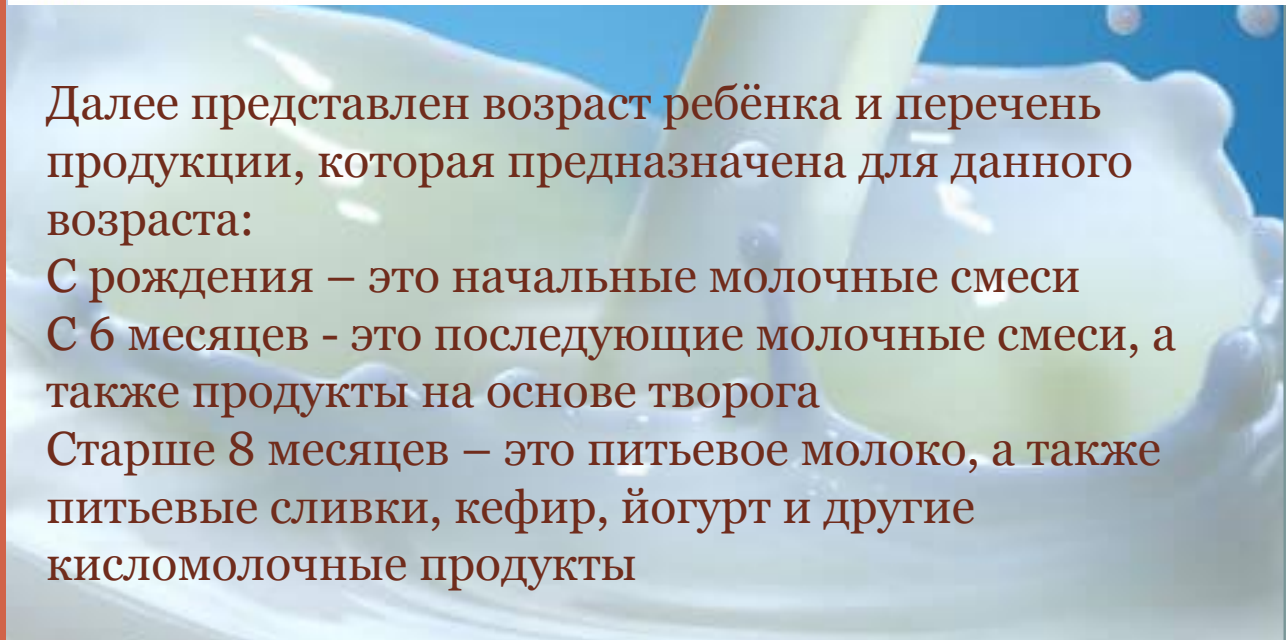 Далее представлен возраст ребёнка и перечень
продукции, которая предназначена для данного
возраста:
С рождения – это начальные молочные смеси
С 6 месяцев - это последующие молочные смеси, а
также продукты на основе творога
Старше 8 месяцев – это питьевое молоко, а также
питьевые сливки, кефир, йогурт и другие
кисломолочные продукты